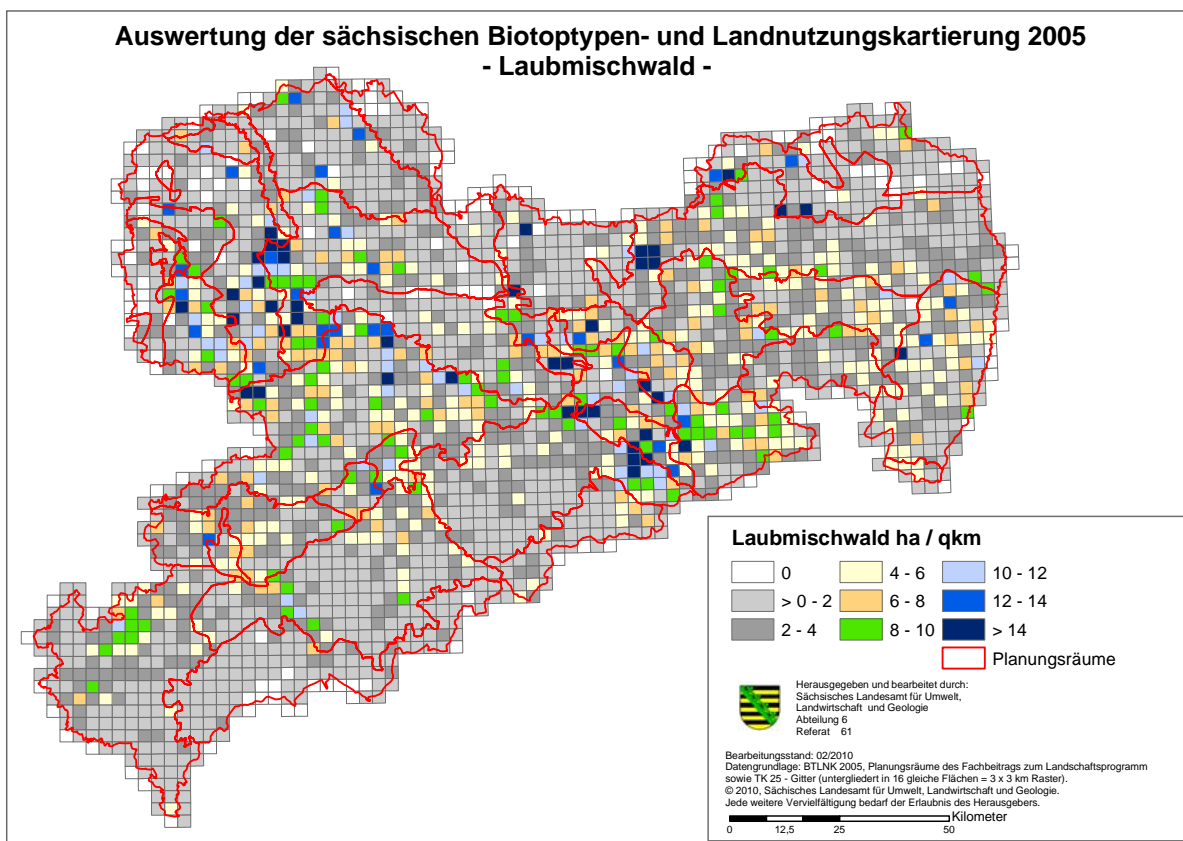 Auswertung der sächsischen Biotoptypen- und Landnutzungskartierung 2005
- Laubmischwald -
Laubmischwald ha / qkm
0
4 - 6
10 - 12
> 0 - 2
6 - 8
12 - 14
2 - 4
8 - 10
> 14
Planungsräume
Herausgegeben und bearbeitet durch:
Sächsisches Landesamt für Umwelt,
Landwirtschaft und Geologie
Abteilung 6
Referat 61
Bearbeitungsstand: 02/2010
Datengrundlage: BTLNK 2005, Planungsräume des Fachbeitrags zum Landschaftsprogramm
sowie TK 25 - Gitter (untergliedert in 16 gleiche Flächen = 3 x 3 km Raster).
© 2010, Sächisches Landesamt für Umwelt, Landwirtschaft und Geologie.
Jede weitere Vervielfältigung bedarf der Erlaubnis des Herausgebers.
Kilometer
0 12,5 25 50